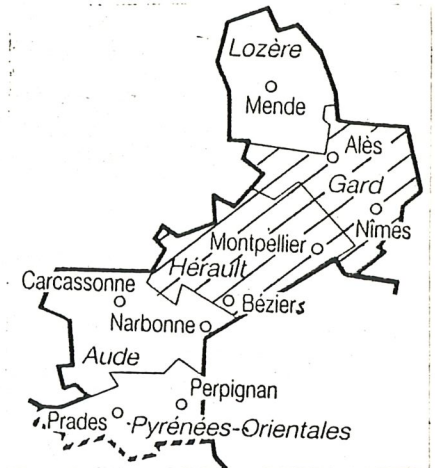 Lozère
Mende
Alès
Gard
Nîmes
Montpellier
Hérault
Carcassonne
Béziers
Narbonne
Aude
Perpignan
Prades
Pyrénées-Orientales